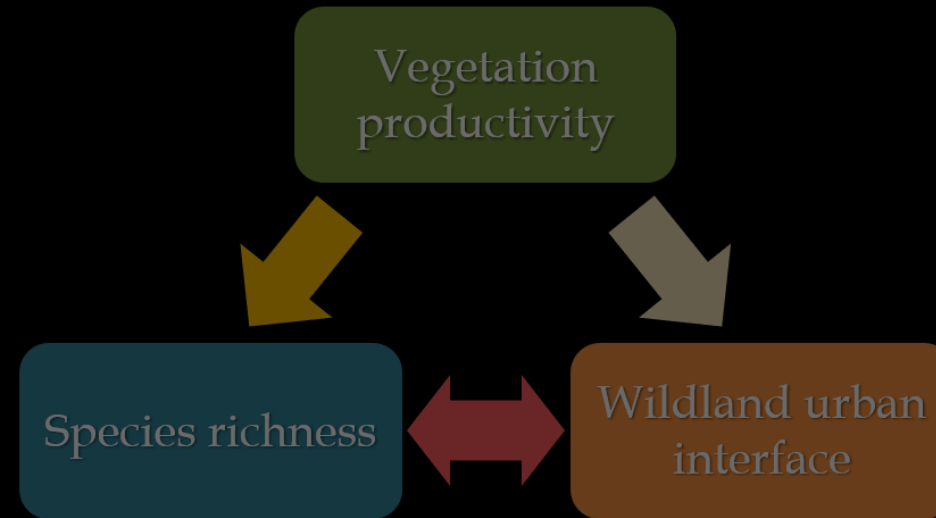 Vegetation
productivity
Species richness
Wildland urban
interface